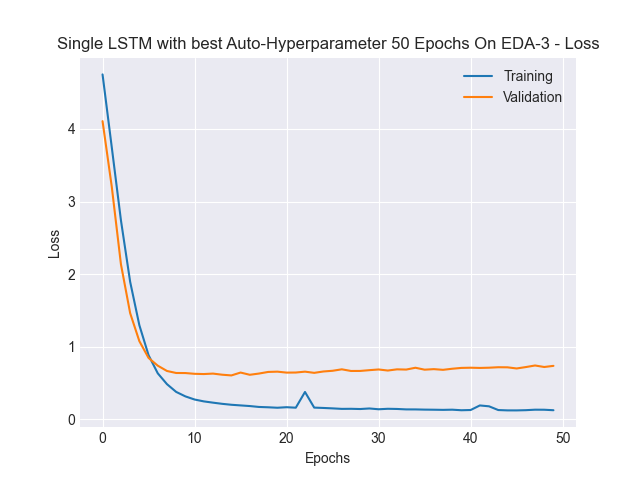 Single LSTM with best Auto-Hyperparameter 50 Epochs On EDA-3 - Loss
Training
Validation
Loss
4
3
2
1
0
0 10 20 30 40 50
Epochs